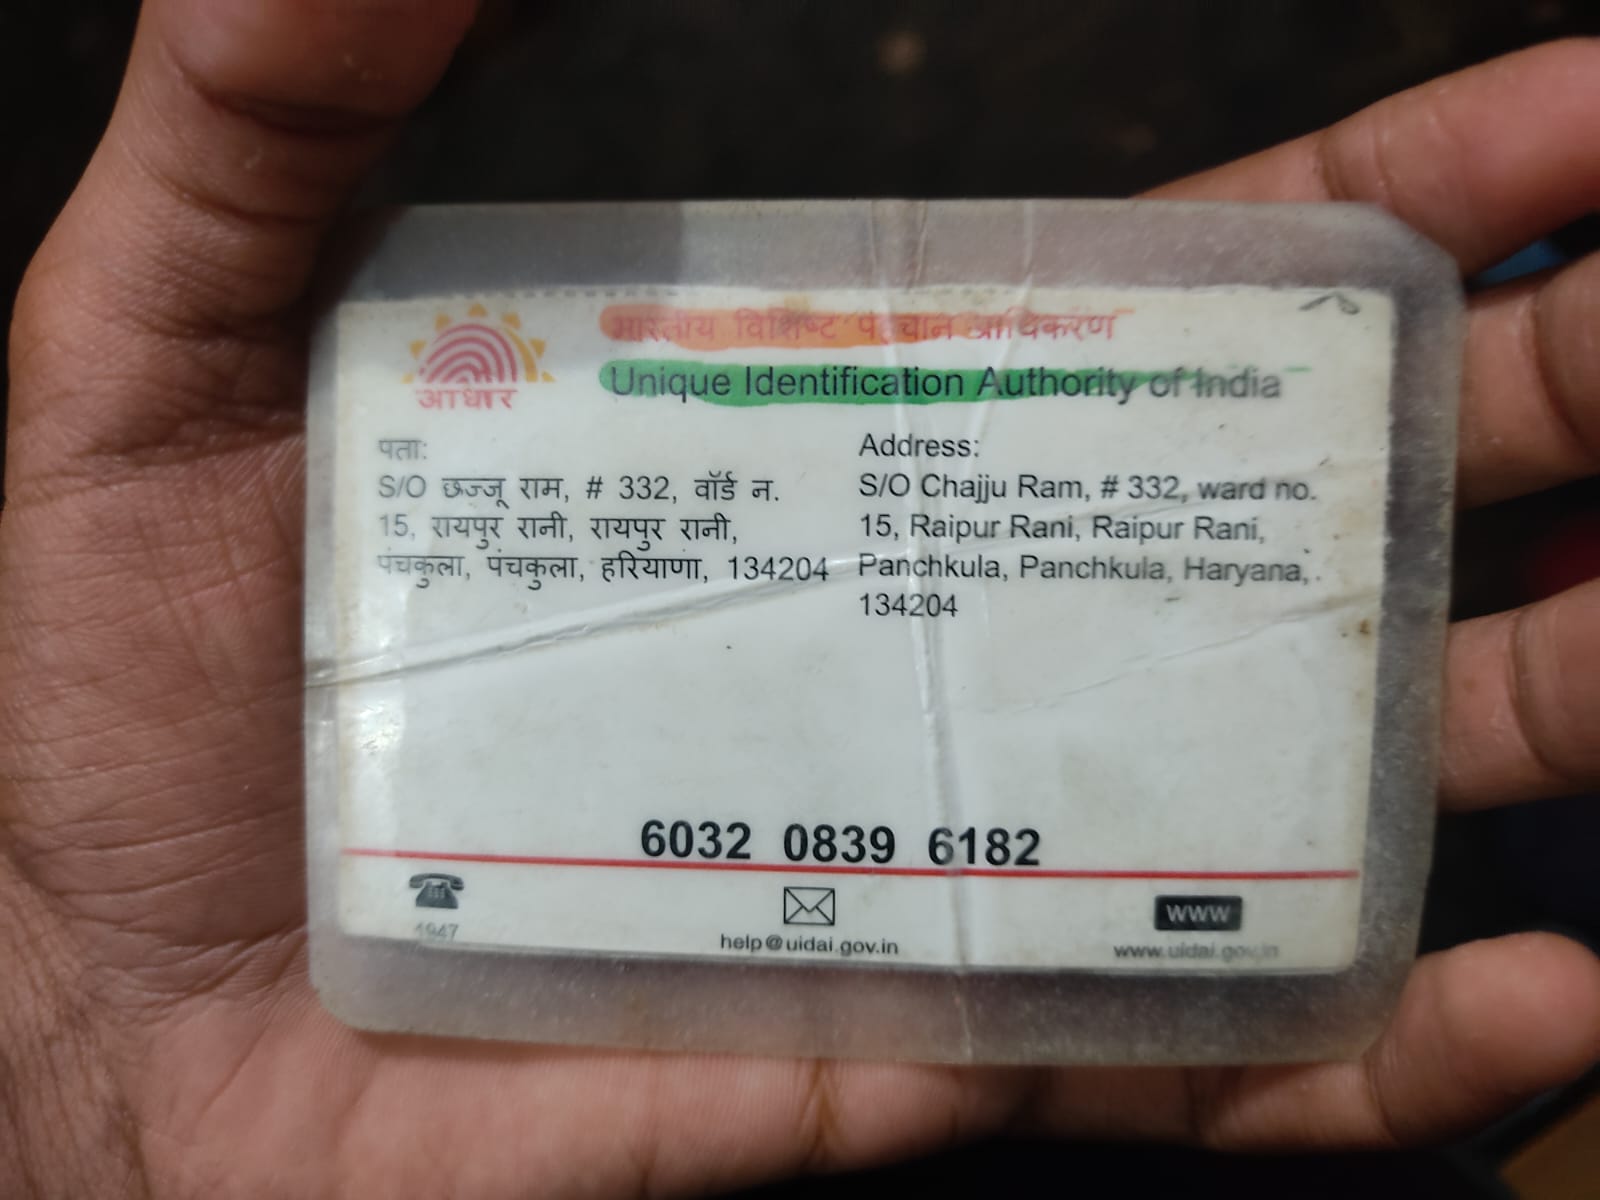 आधार
भारतीय विशिष्ट पहचान प्राधिकरण
Unique Identification Authority of India
पता:
S/O छज्जू राम, # 332, वॉर्ड न.
15, रायपुर रानी, रायपुर रानी,
पंचकुला, पंचकुला, हरियाणा, 134204
Address:
S/O Chajju Ram, # 332, ward no.
15, Raipur Rani, Raipur Rani,
Panchkula, Panchkula, Haryana,
134204
6032 0839 6182
1947
help@uidai.gov.in
WWW
www.uidai.gov.in